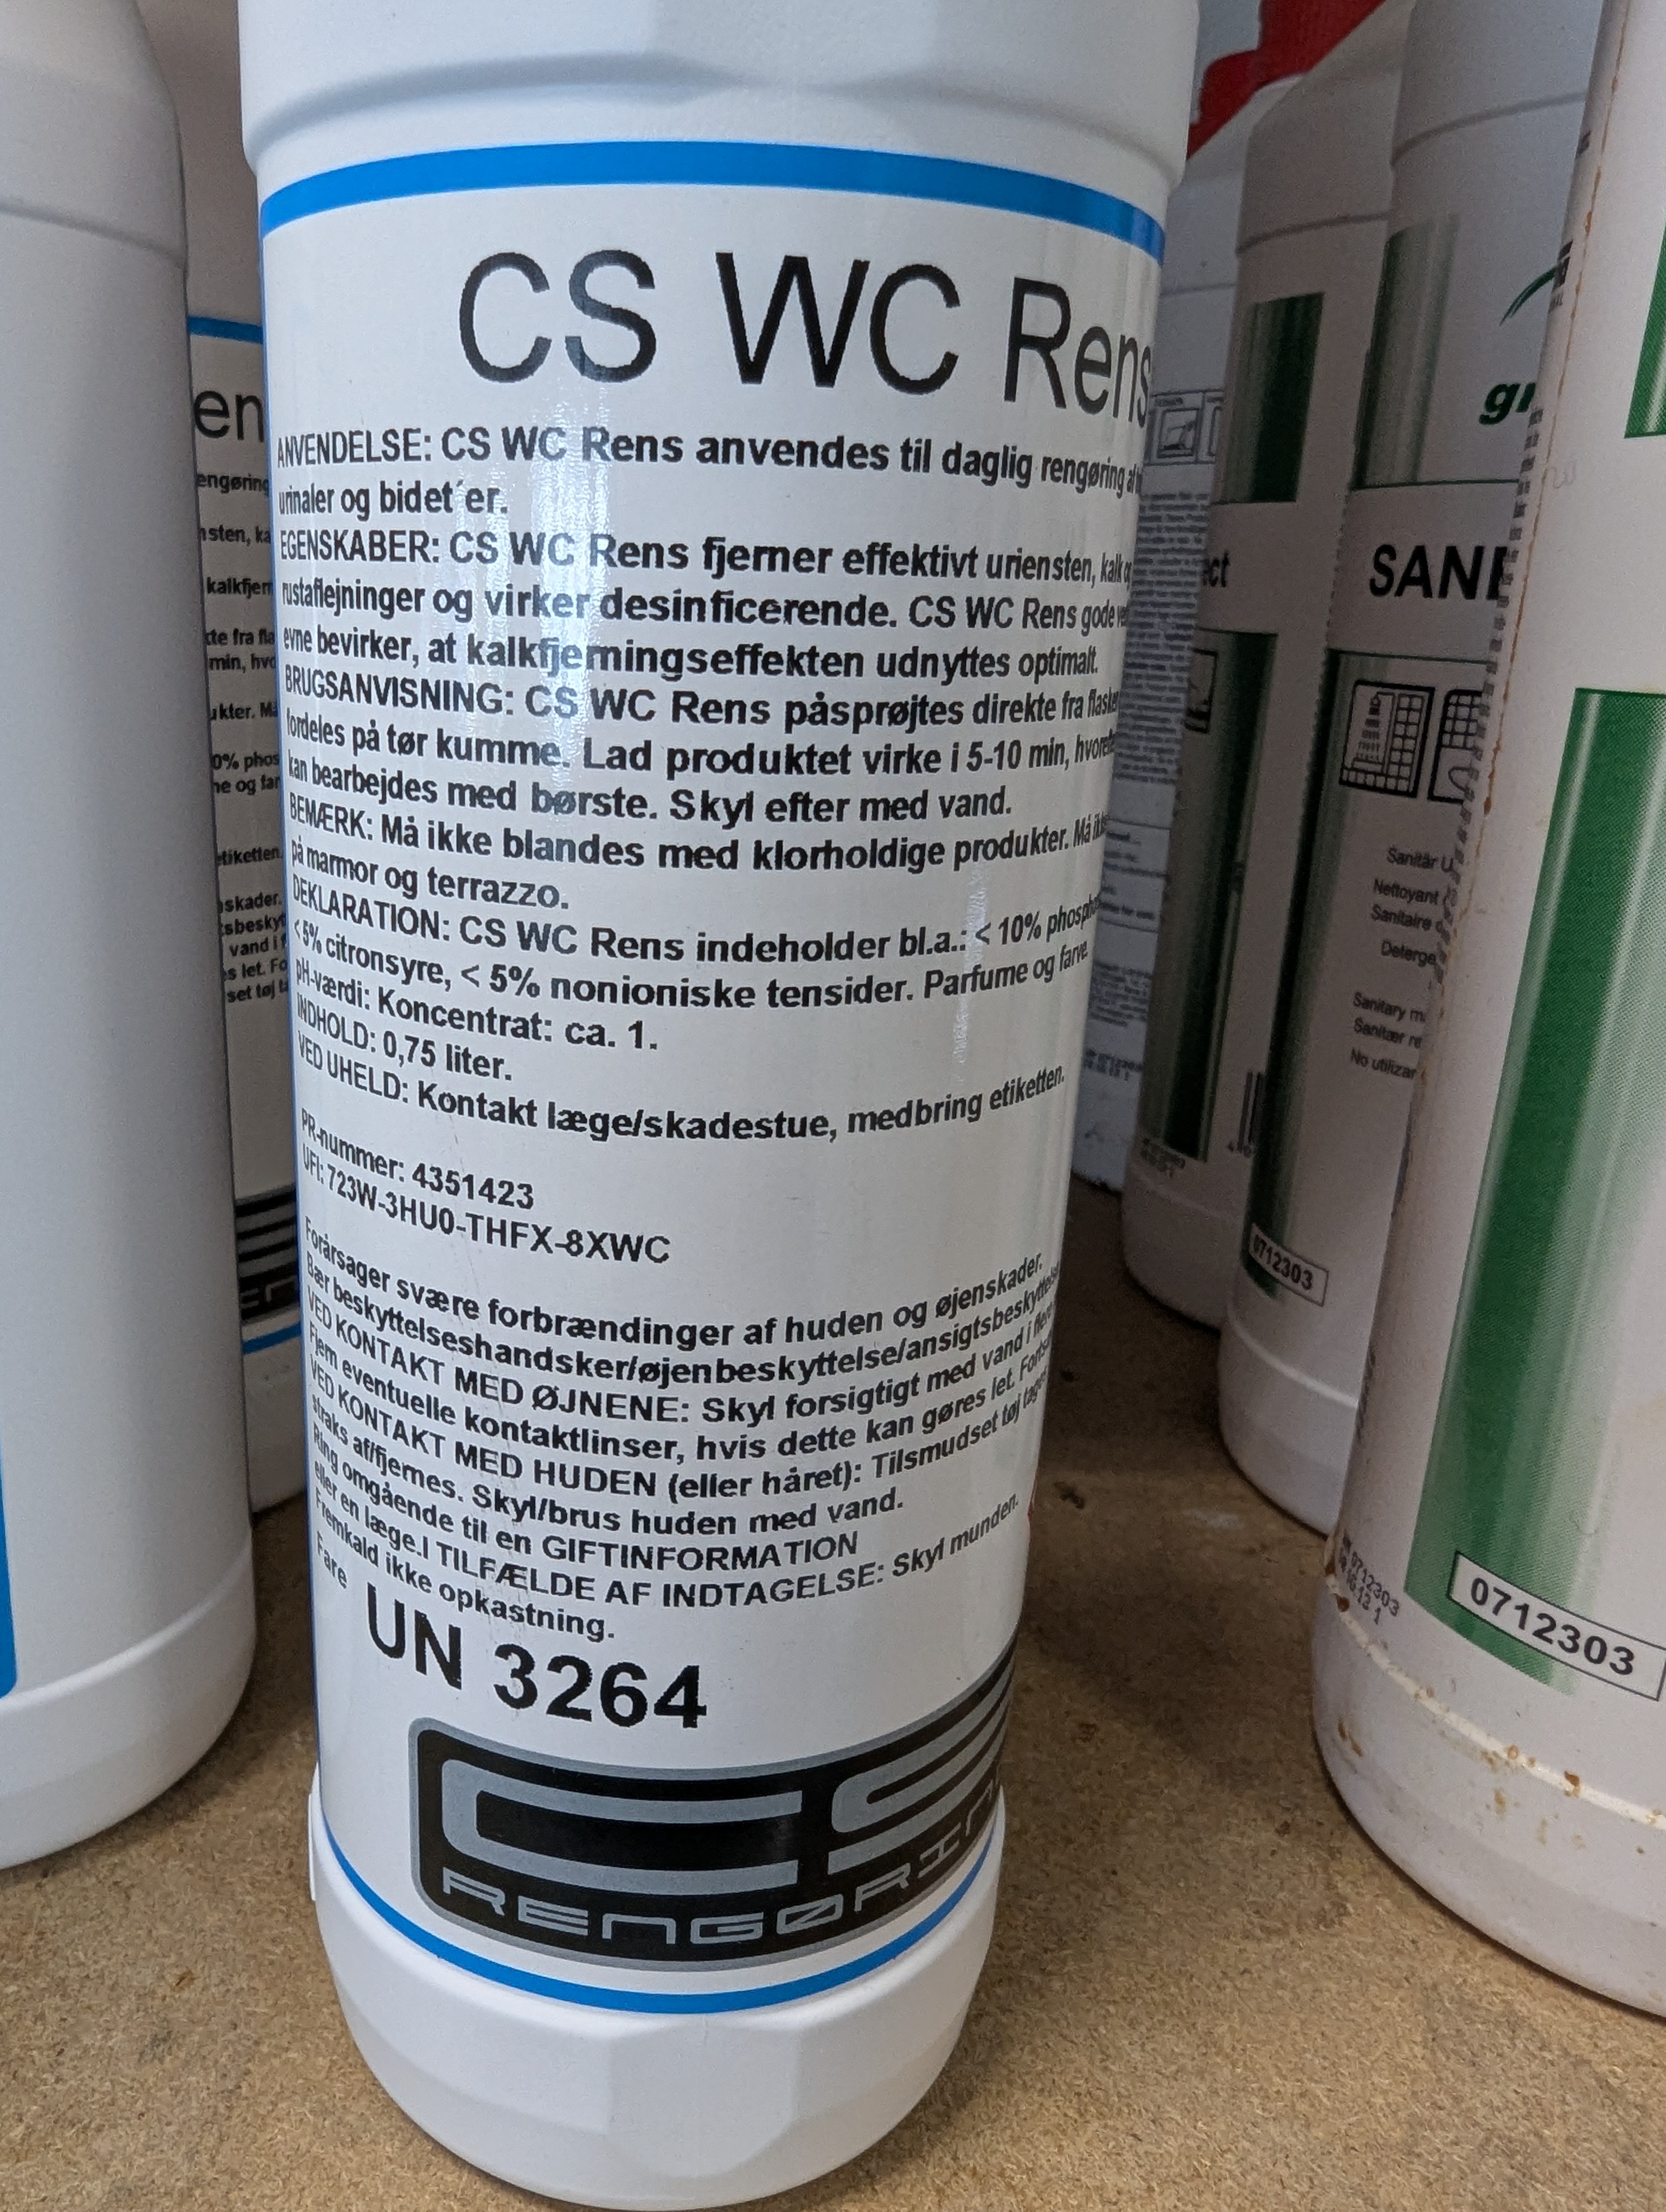 CS WC Rens
ANVENDELSE: CS WC Rens anvendes til daglig rengøring af
urinaler og bidet´er.
EGENSKABER: CS WC Rens fjerner effektivt uriensten, kalk og
rustaflejninger og virker desinficerende. CS WC Rens gode
evne bevirker, at kalkfjerningseffekten udnyttes optimalt.
BRUGSANVISNING: CS WC Rens påsprøjtes direkte fra flasken
fordeles på tør kumme. Lad produktet virke i 5-10 min,
kan bearbejdes med børste. Skyl efter med vand.
BEMÆRK: Må ikke blandes med klorholdige produkter. Må
på marmor og terrazzo.
DEKLARATION: CS WC Rens indeholder bl.a.: < 10%
< 5% citronsyre, < 5% nonioniske tensider. Parfume og farve.
pH-værdi: Koncentrat: ca. 1.
INDHOLD: 0,75 liter.
VED UHELD: Kontakt læge/skadestue, medbring etiketten.
PR-nummer: 4351423
UFI: 723W-3HU0-THFX-8XWC
Forårsager svære forbrændinger af huden og øjenskader.
Bær beskyttelseshandsker/øjenbeskyttelse/ansigtsbeskyttelse
VED KONTAKT MED ØJNENE: Skyl forsigtigt med vand i
Fjern eventuelle kontaktlinser, hvis dette kan gøres let.
VED KONTAKT MED HUDEN (eller håret): Tilsmudset tøj
straks af/fjernes. Skyl/brus huden med vand.
Ring omgående til en GIFTINFORMATION
eller en læge.I TILFÆLDE AF INDTAGELSE: Skyl munden.
Fremkald ikke opkastning.
Fare
UN 3264
CS
Sanitär
Nettoyant
Sanitaire
Sanitary
Sanitær
No utilizar
0712303
0712303
0712303